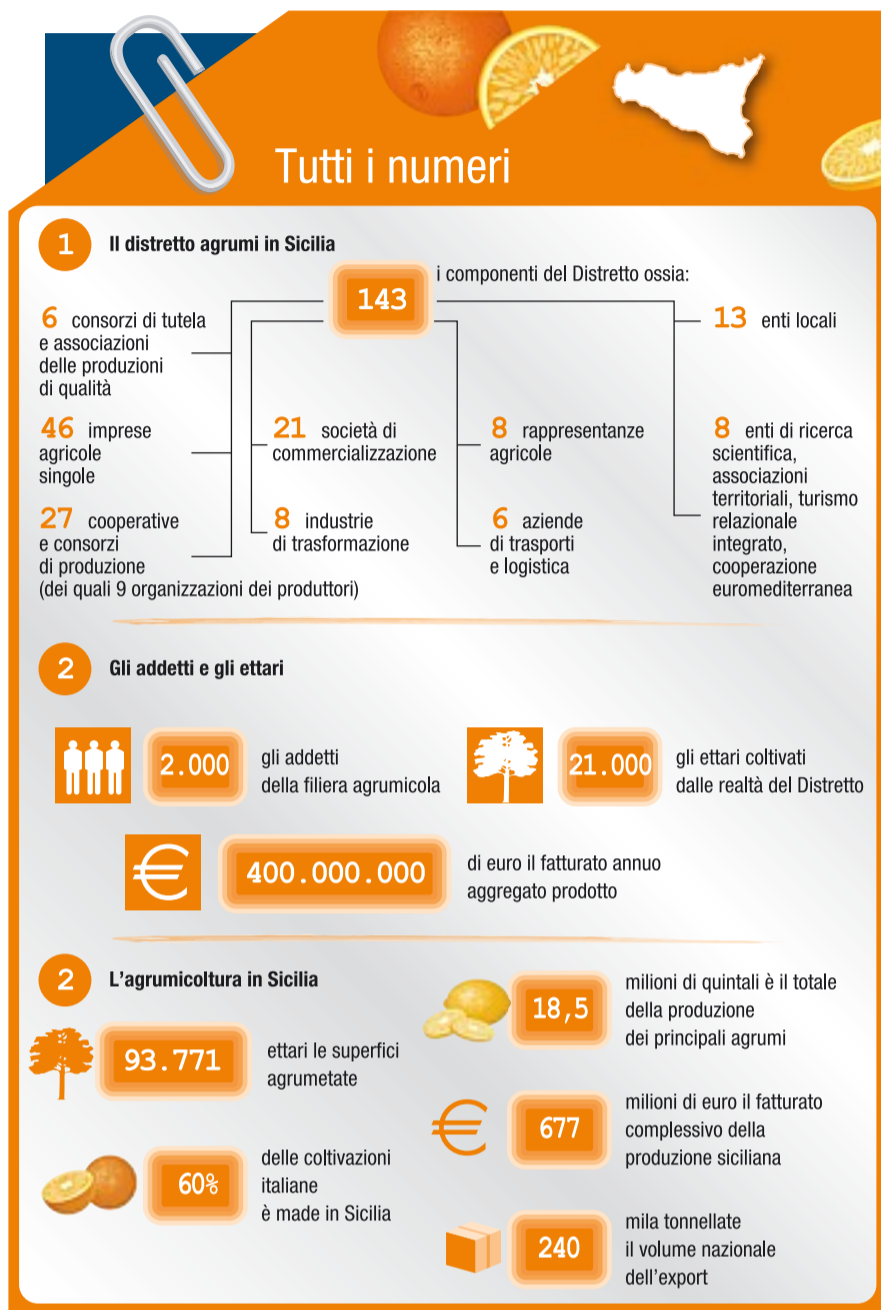 Tutti i numeri
1 Il distretto agrumi in Sicilia
143
i componenti del Distretto ossia:
6 consorzi di tutela
e associazioni
delle produzioni
di qualità
46 imprese
agricole
singole
27 cooperative
e consorzi
di produzione
(dei quali 9 organizzazioni dei produttori)
21 società di
commercializzazione
8 industrie
di trasformazione
8 rappresentanze
agricole
6 aziende
di trasporti
e logistica
13 enti locali
8 enti di ricerca
scientifica,
associazioni
territoriali, turismo
relazionale
integrato,
cooperazione
euromediterranea
2 Gli addetti e gli ettari
2.000
gli addetti
della filiera agrumicola
21.000
gli ettari coltivati
dalle realtà del Distretto
€
400.000.000
di euro il fatturato annuo
aggregato prodotto
2 L'agrumicoltura in Sicilia
93.771
ettari le superfici
agrumetate
60%
delle coltivazioni
italiane
è made in Sicilia
18,5
milioni di quintali è il totale
della produzione
dei principali agrumi
€
677
milioni di euro il fatturato
complessivo della
produzione siciliana
240
mila tonnellate
il volume nazionale
dell'export